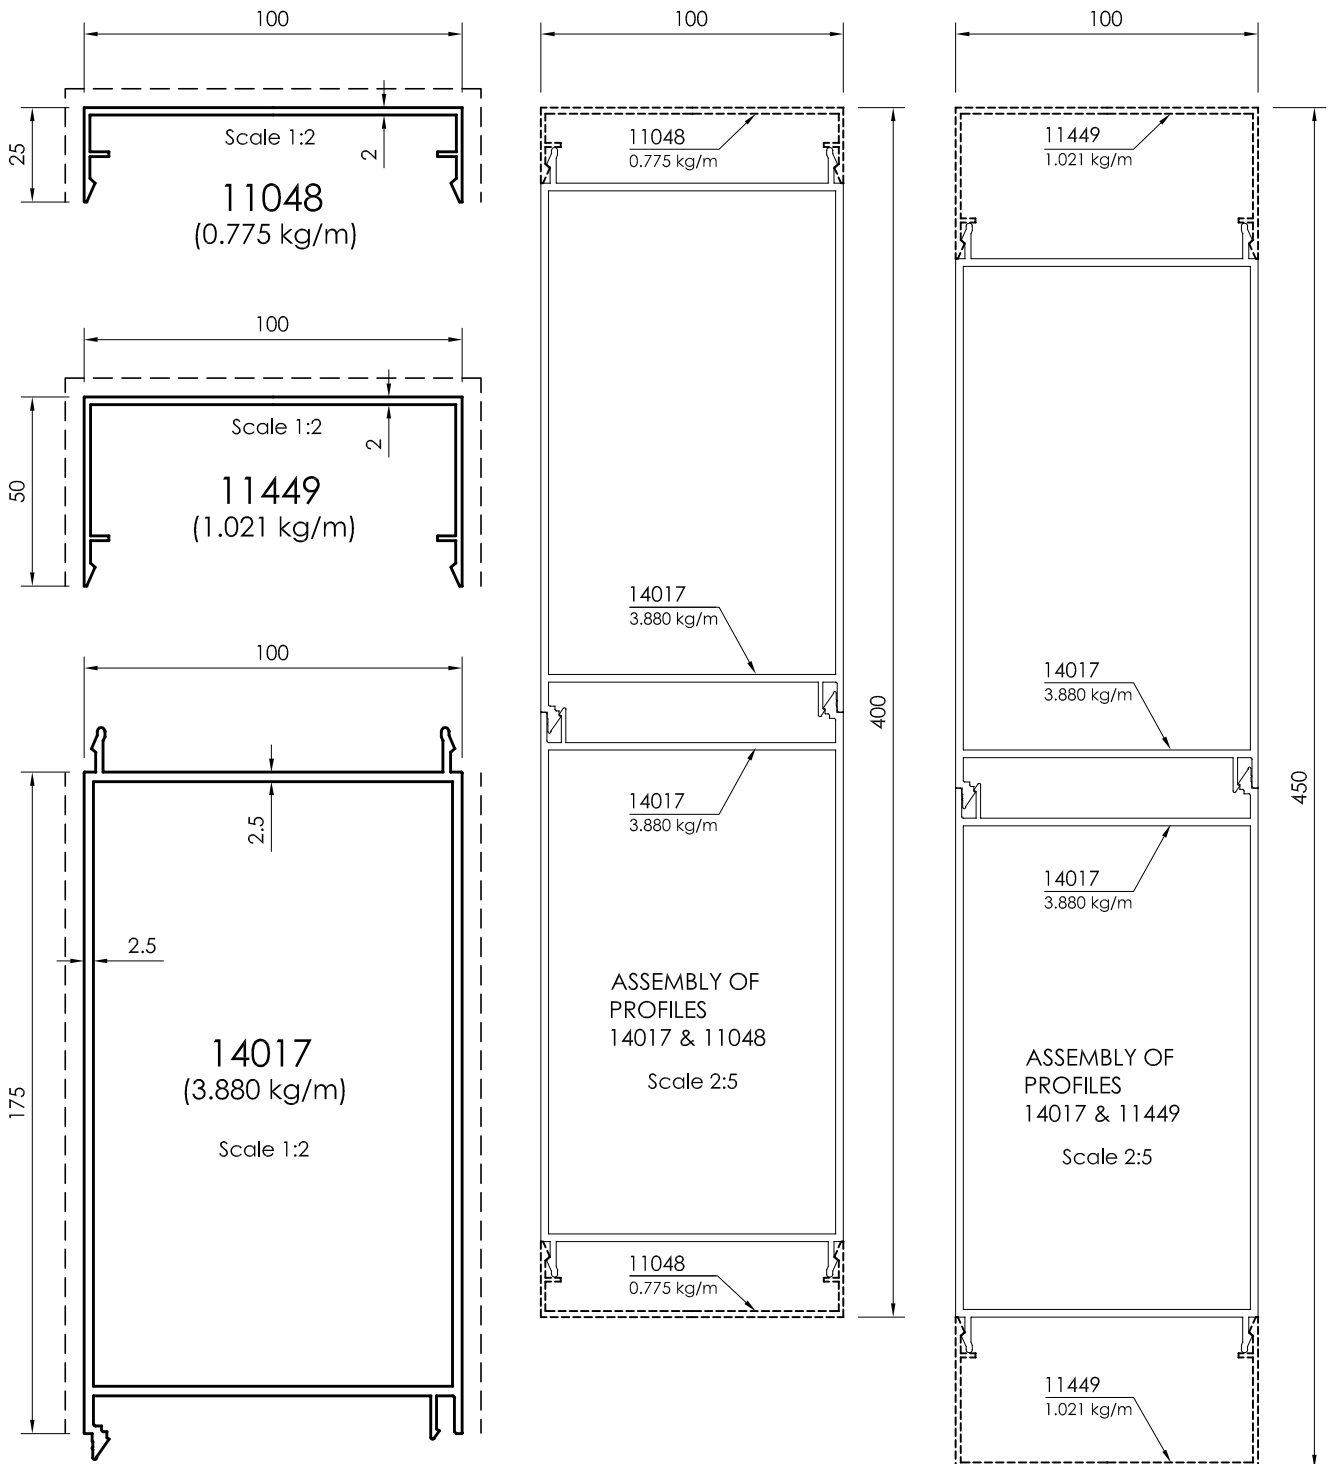 100
25
2
Scale 1:2
11048
(0.775 kg/m)
100
50
2
Scale 1:2
11449
(1.021 kg/m)
100
2.5
2.5
175
14017
(3.880 kg/m)
Scale 1:2
100
11048
0.775 kg/m
14017
3.880 kg/m
400
14017
3.880 kg/m
ASSEMBLY OF
PROFILES
14017 & 11048
Scale 2:5
11048
0.775 kg/m
100
11449
1.021 kg/m
14017
3.880 kg/m
450
14017
3.880 kg/m
ASSEMBLY OF
PROFILES
14017 & 11449
Scale 2:5
11449
1.021 kg/m